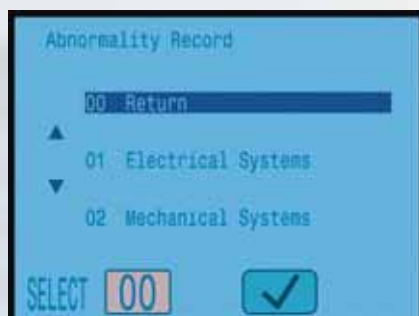 Abnormality Record
00 Return
01 Electrical Systems
02 Mechanical Systems
SELECT 00